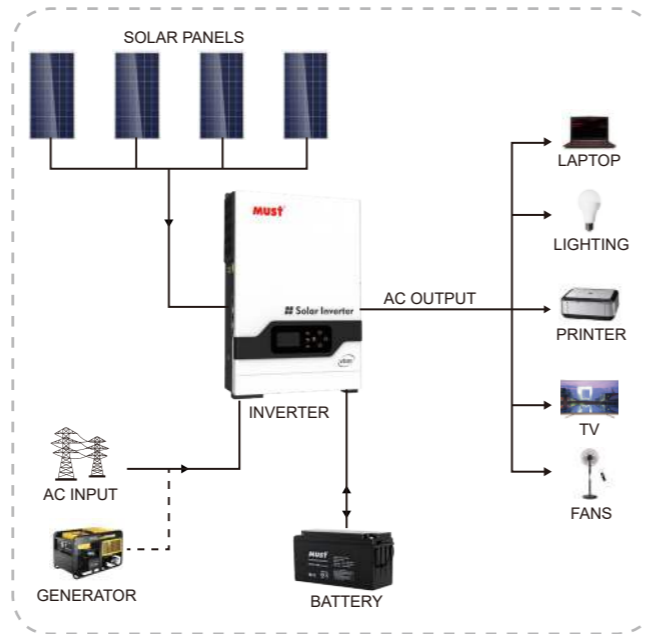 SOLAR PANELS
MUST
LAPTOP
LIGHTING
AC OUTPUT
Solar Inverter
PRINTER
INVERTER
TV
AC INPUT
FANS
MUST
GENERATOR
BATTERY